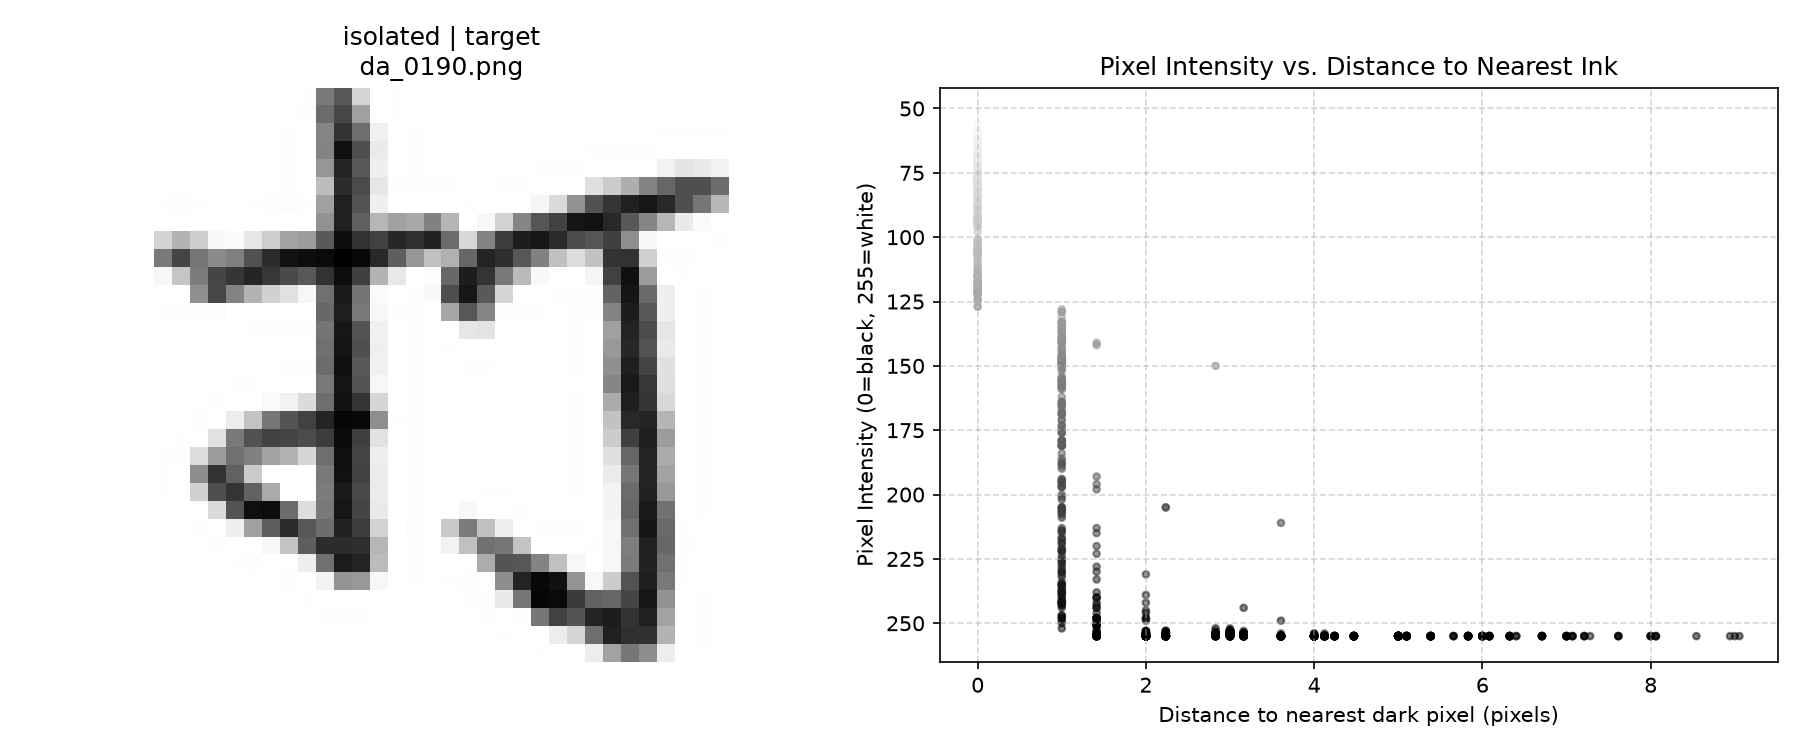 isolated | target
da_0190.png
打
Pixel Intensity vs. Distance to Nearest Ink
Pixel Intensity (0=black, 255=white)
50
75
100
125
150
175
200
225
250
0 2 4 6 8
Distance to nearest dark pixel (pixels)